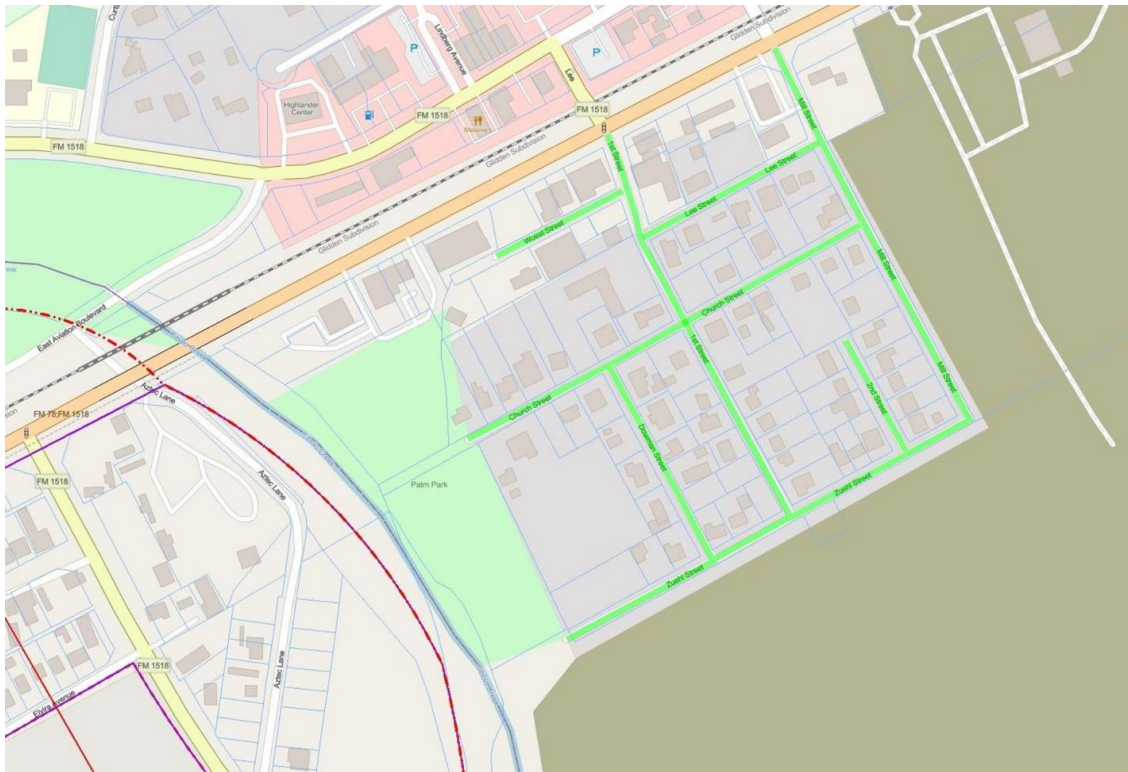 Glidden Subdivision
Lindberg Avenue
P
P
Lee
Highlander
Center
FM 1518
FM 1518
FM 1518
FM 1518
Glidden Subdivision
Glidden Subdivision
1st Street
Mill Street
Lee Street
Lee Street
Wuest Street
Mill Street
Church Street
East Aviation Boulevard
1st Street
Mill Street
Aztec Lane
2nd Street
Church Street
FM 78;FM 1518
Dowman Street
Aztec Lane
FM 1518
Palm Park
Zuehl Street
Zuehl Street
Aztec Lane
FM 1518
Elvira Avenue